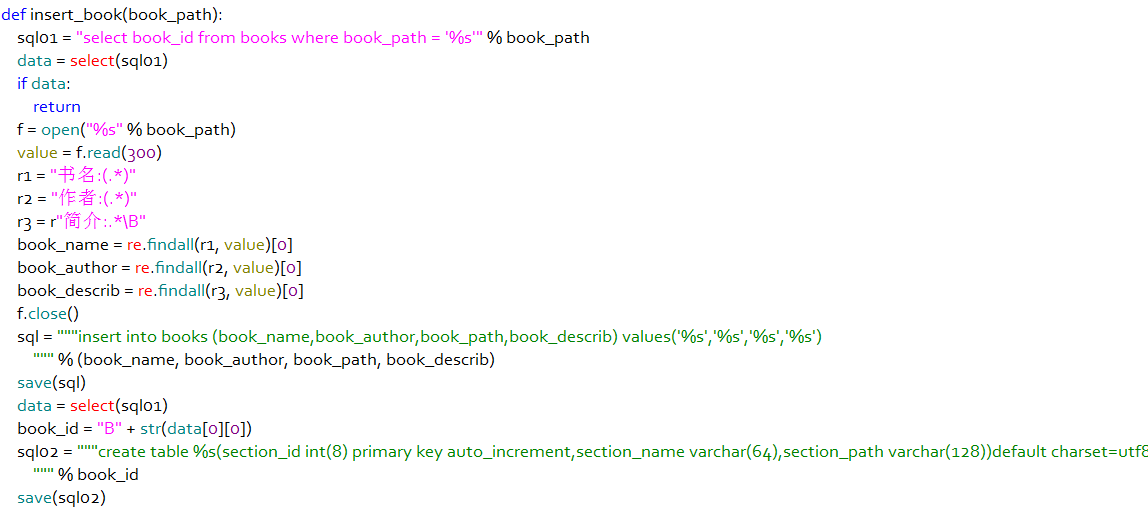 def insert_book(book_path):
    sql01 = "select book_id from books where book_path = '%s'" % book_path
    data = select(sql01)
    if data:
        return
    f = open("%s" % book_path)
    value = f.read(300)
    r1 = "书名:(.*)"
    r2 = "作者:(.*)"
    r3 = r"简介:.*\B"
    book_name = re.findall(r1, value)[0]
    book_author = re.findall(r2, value)[0]
    book_describ = re.findall(r3, value)[0]
    f.close()
    sql = """insert into books (book_name,book_author,book_path,book_describ) values('%s','%s','%s','%s')
        """ % (book_name, book_author, book_path, book_describ)
    save(sql)
    data = select(sql01)
    book_id = "B" + str(data[0][0])
    sql02 = """create table %s(section_id int(8) primary key auto_increment,section_name varchar(64),section_path varchar(128))default charset=utf8
        """ % book_id
    save(sql02)